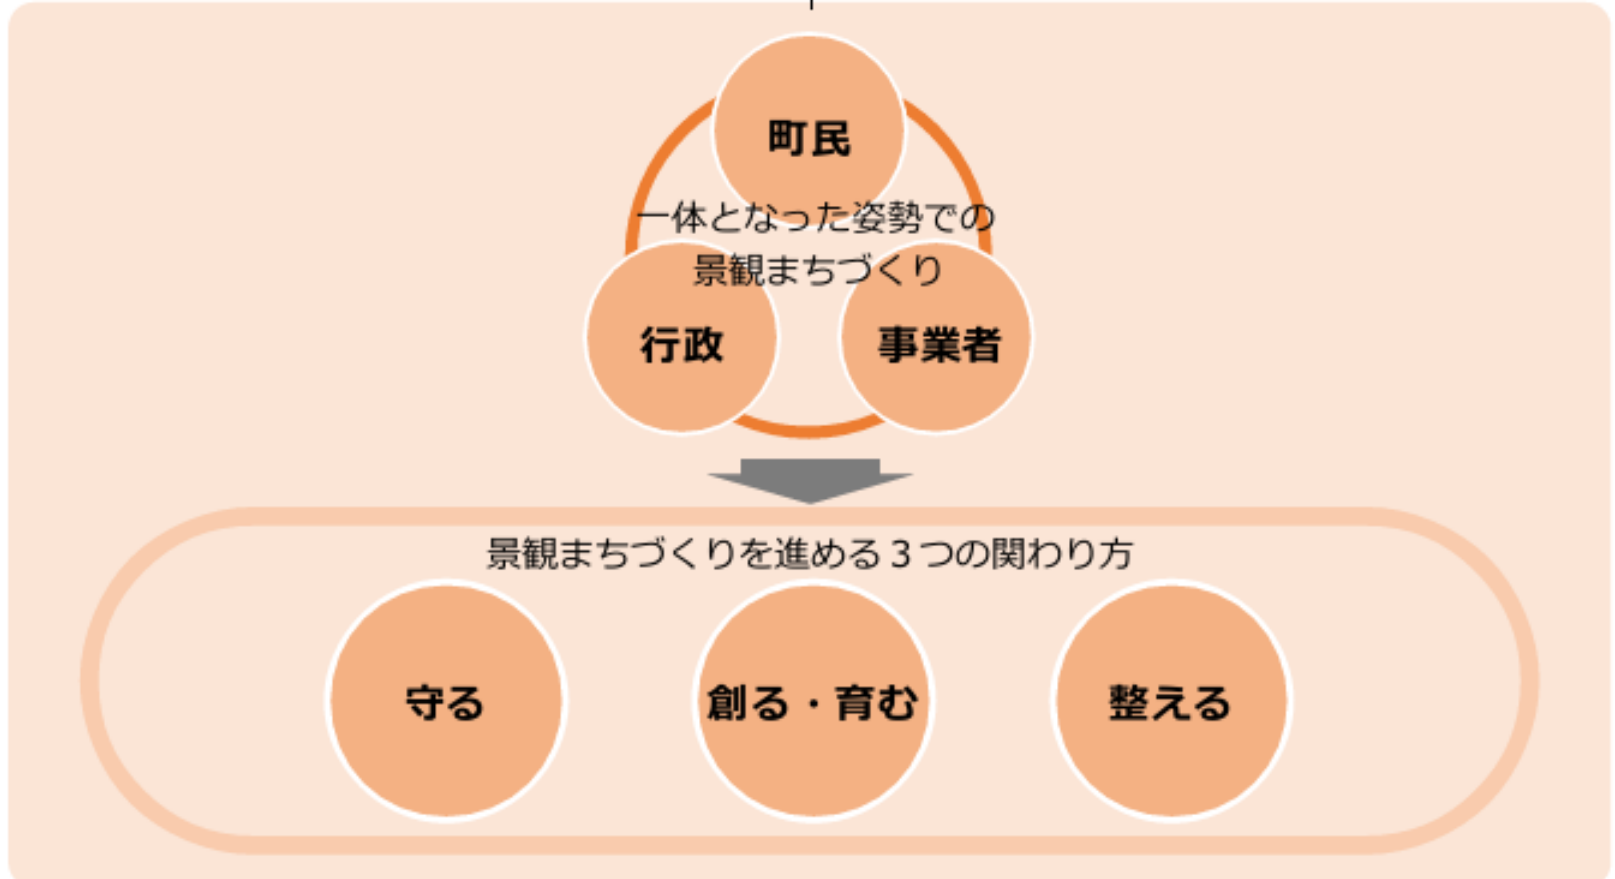 町民
一体となった姿勢での
景観まちづくり
行政
事業者
景観まちづくりを進める３つの関わり方
守る
創る・育む
整える